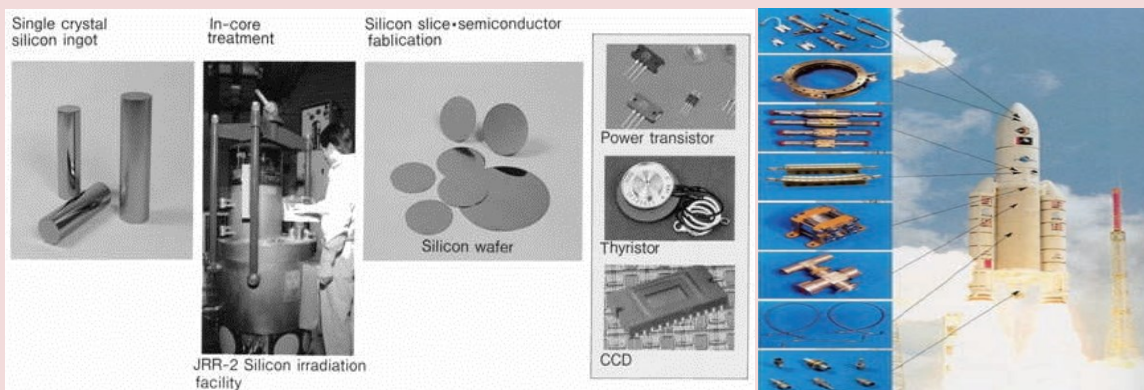 Single crystal
silicon ingot
In-core
treatment
Silicon slice•semiconductor
fablication
Power transistor
Silicon wafer
Thyristor
CCD
JRR-2 Silicon irradiation
facility